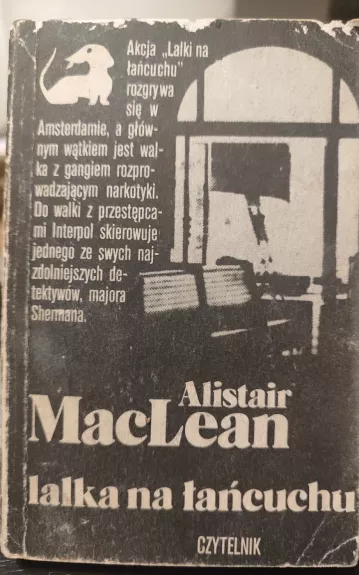 Akcja „Lalki na
łańcuchu"
rozgrywa
się w
Amsterdamie, a głów-
nym wątkiem jest wal-
ka z gangiem rozpro-
wadzającym narkotyki.
Do walki z przestępca-
mi Interpol skierowuje
jednego ze swych naj-
zdolniejszych de-
tektywów, majora
Shermana.
Alistair
MacLean
lalka na łańcuchu
CZYTELNIK